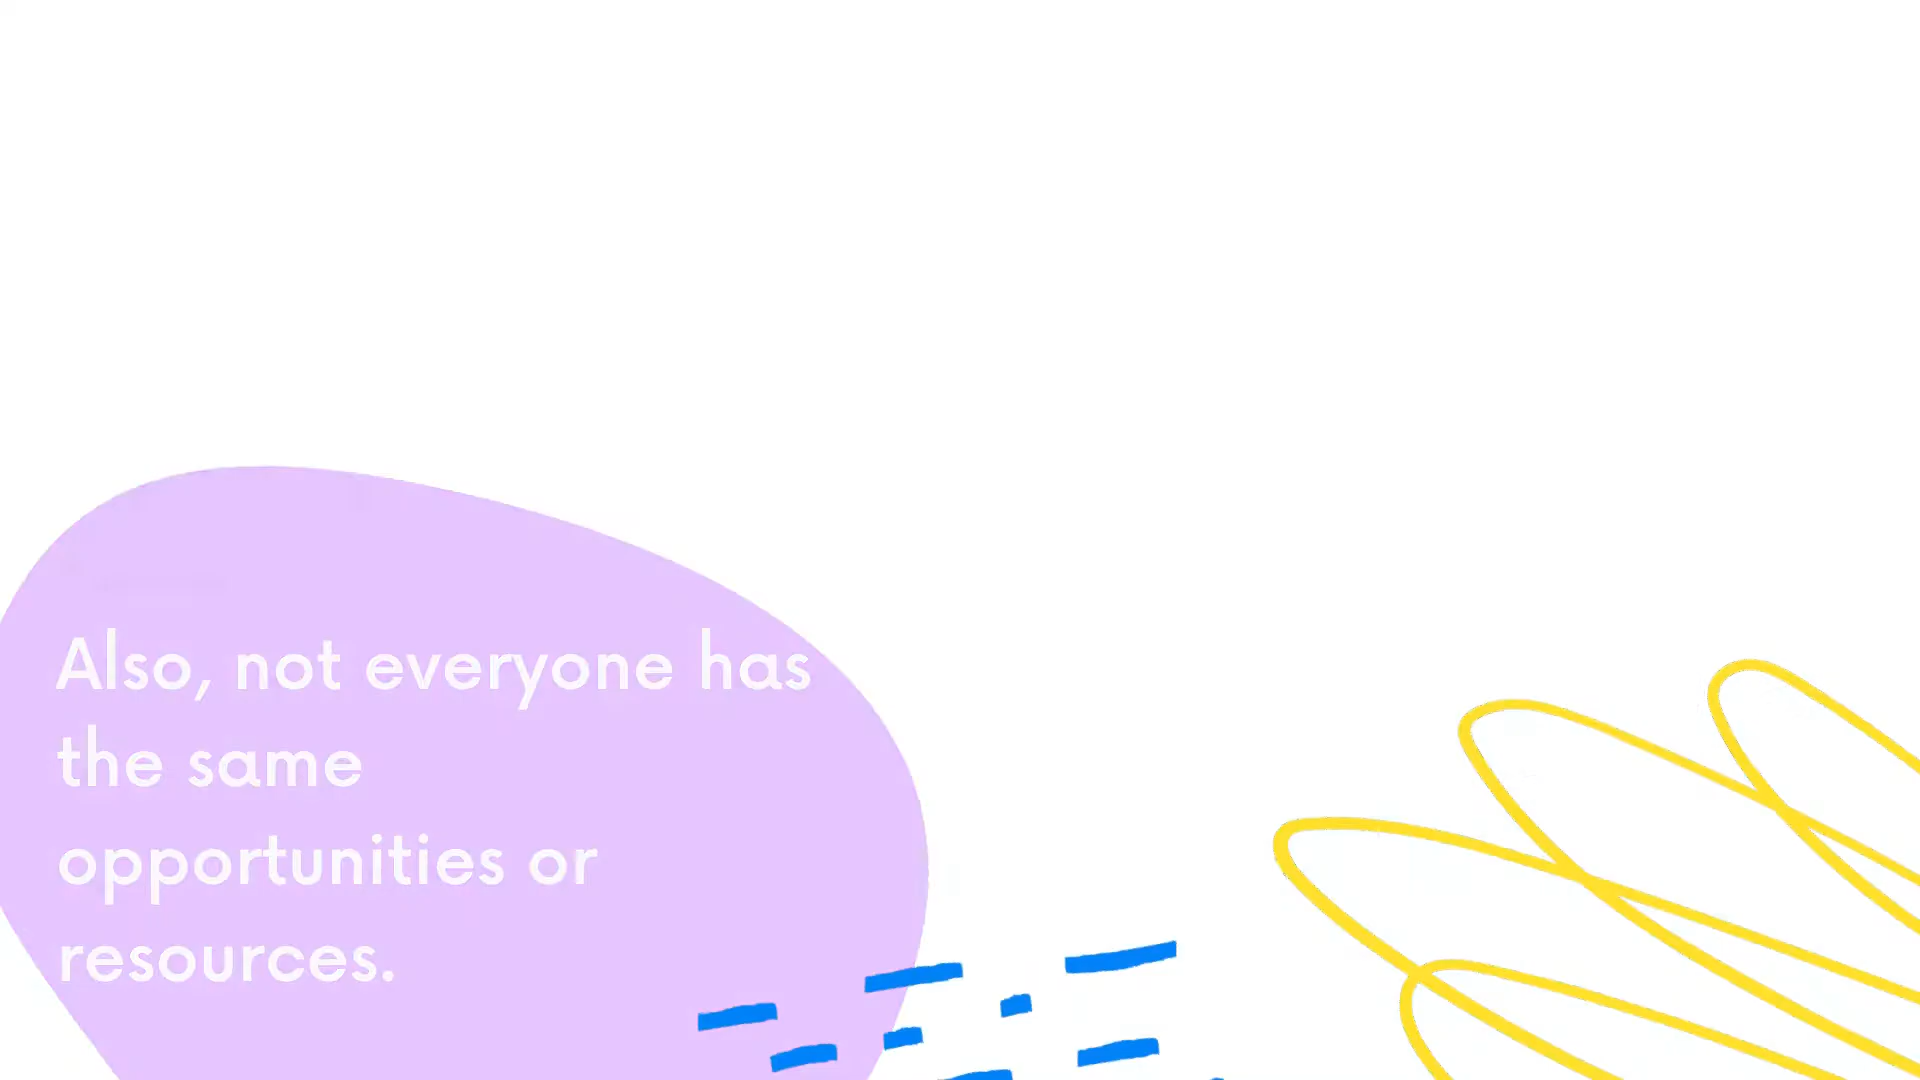 Also, not everyone has
the same
opportunities or
resources.